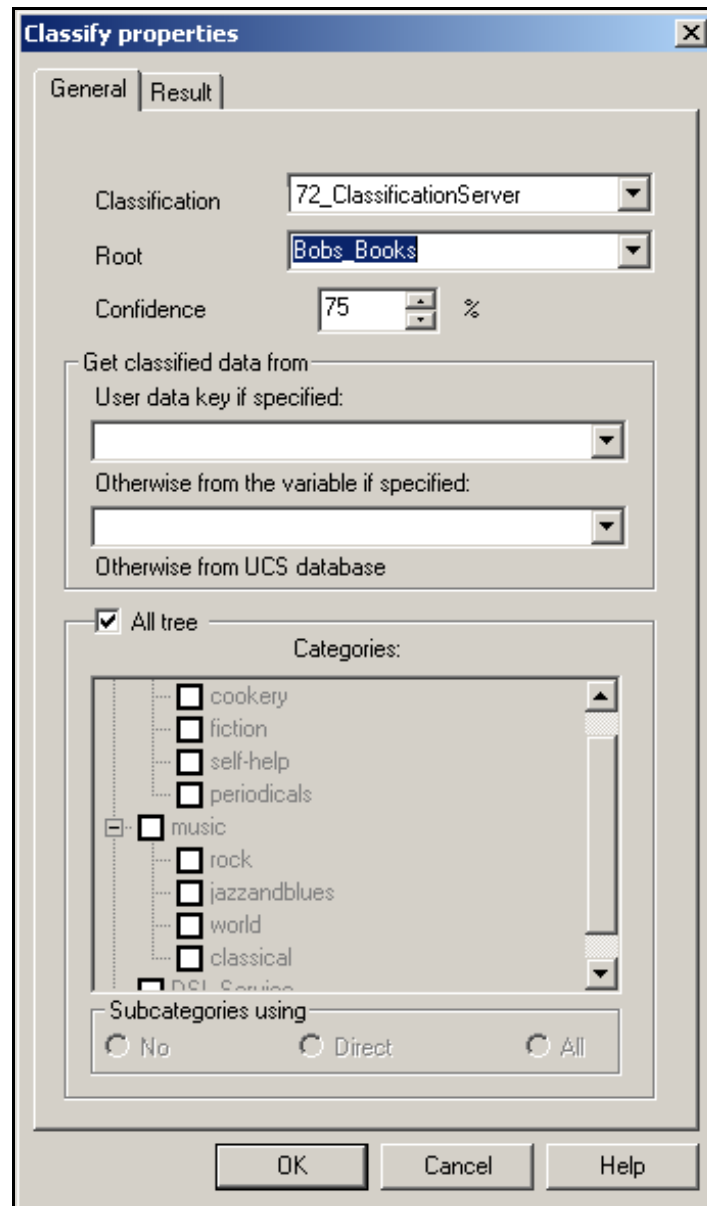 Classify properties
General Result
Classification 72_ClassificationServer
Root Bobs_Books
Confidence 75 %
Get classified data from
User data key if specified:
Otherwise from the variable if specified:
Otherwise from UCS database
All tree
Categories:
cookery
fiction
self-help
periodicals
music
rock
jazzandblues
world
classical
DSL Service
Subcategories using
No Direct All
OK Cancel Help